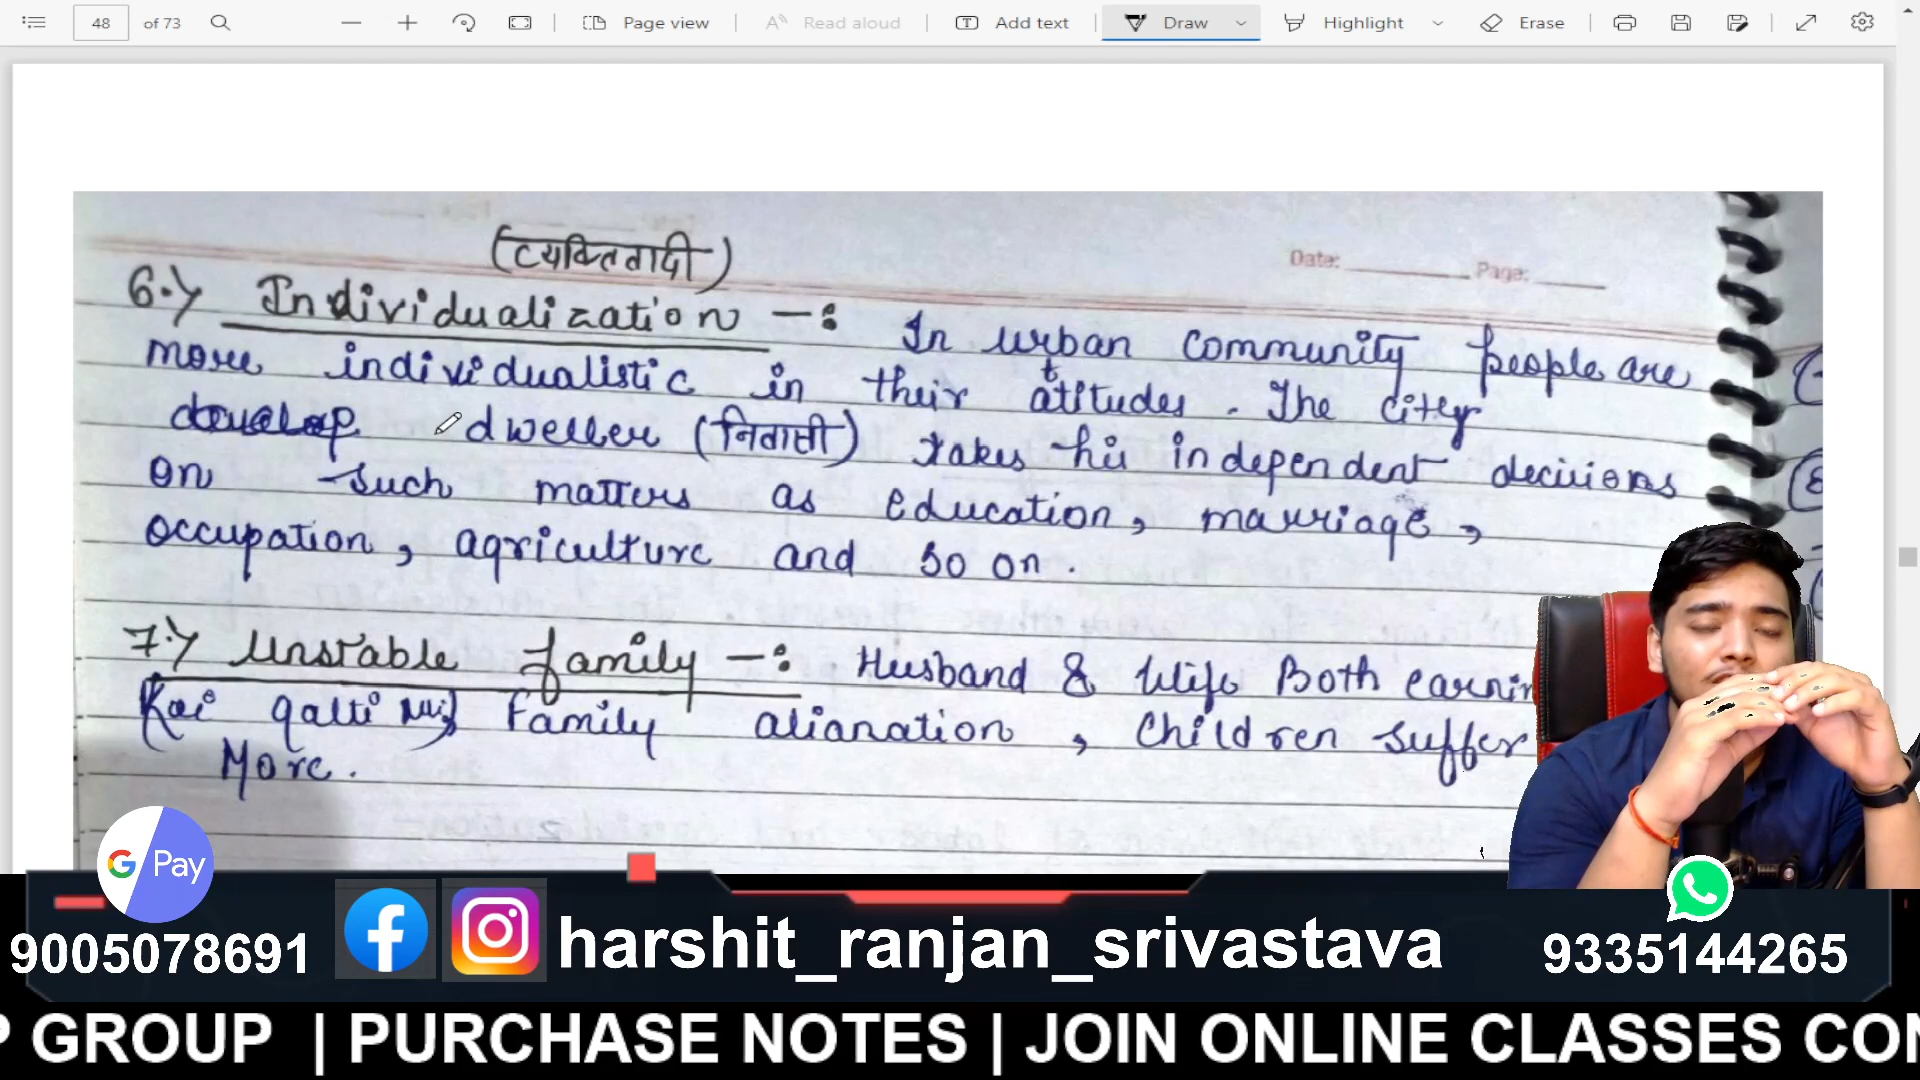 48 of 73 Page view Read aloud Add text Draw Highlight Erase
(व्यक्तिवादी)
Date: Page:
6.) Individualization -: In urban community people are
more individualistic in their attitudes. The city
develop dweller (निवासी) takes his independent decisions
on such matters as education, marriage,
occupation, agriculture and so on.
7.) Unstable family -: Husband & Wife Both earnin
(Kai galti Family alianation, Children suffer
More.
G Pay
9005078691 harshit_ranjan_srivastava 9335144265
P GROUP | PURCHASE NOTES | JOIN ONLINE CLASSES CON